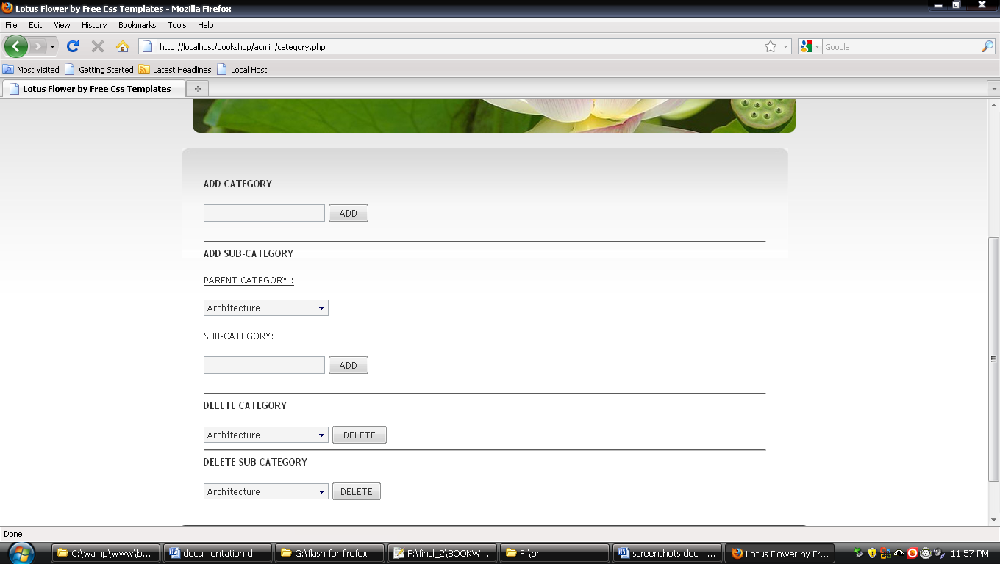 Lotus Flower by Free Css Templates - Mozilla Firefox
File Edit View History Bookmarks Tools Help
http://localhost/bookshop/admin/category.php
Google
Most Visited Getting Started Latest Headlines Local Host
Lotus Flower by Free Css Templates
ADD CATEGORY
ADD
ADD SUB-CATEGORY
PARENT CATEGORY :
Architecture
SUB-CATEGORY:
ADD
DELETE CATEGORY
Architecture DELETE
DELETE SUB CATEGORY
Architecture DELETE
Done
C:\wamp\www\b... documentation.d... G:\flash for firefox F:\final_2\BOOKW... F:\pr screenshots.doc - ... Lotus Flower by Fr... 11:57 PM